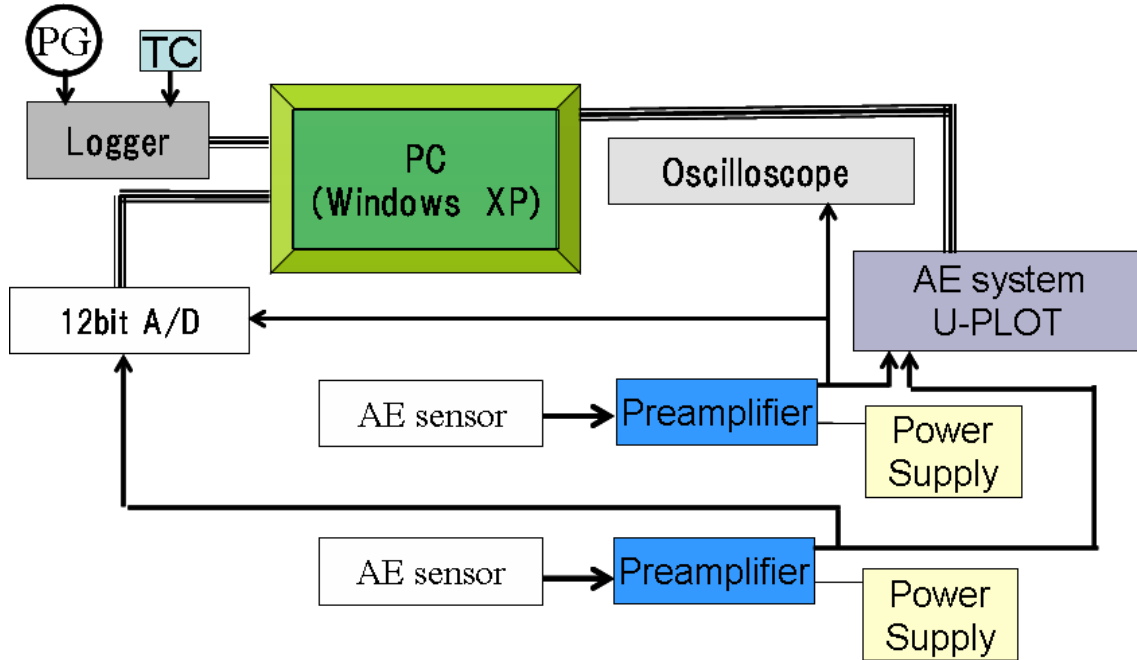 PG
TC
Logger
PC
(Windows XP)
Oscilloscope
AE system
U-PLOT
12bit A/D
AE sensor
Preamplifier
Power
Supply
AE sensor
Preamplifier
Power
Supply